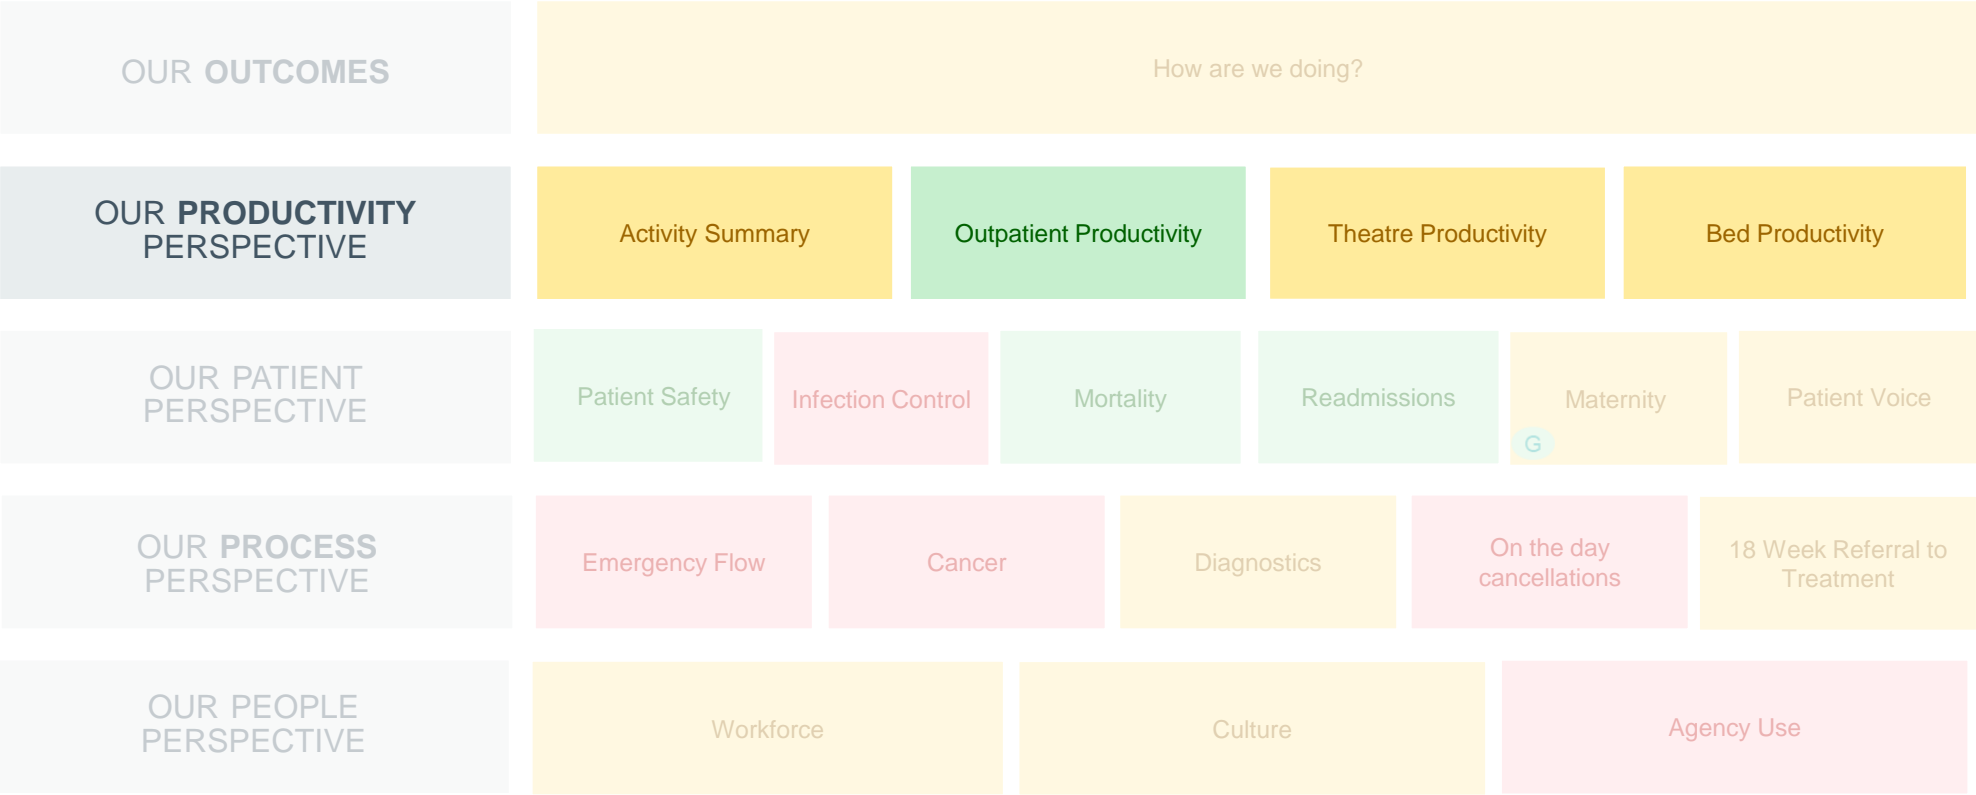 OUR OUTCOMES
How are we doing?
OUR PRODUCTIVITY
PERSPECTIVE
Activity Summary
Outpatient Productivity
Theatre Productivity
Bed Productivity
OUR PATIENT
PERSPECTIVE
Patient Safety
Infection Control
Mortality
Readmissions
Maternity
G
Patient Voice
OUR PROCESS
PERSPECTIVE
Emergency Flow
Cancer
Diagnostics
On the day
cancellations
18 Week Referral to
Treatment
OUR PEOPLE
PERSPECTIVE
Workforce
Culture
Agency Use